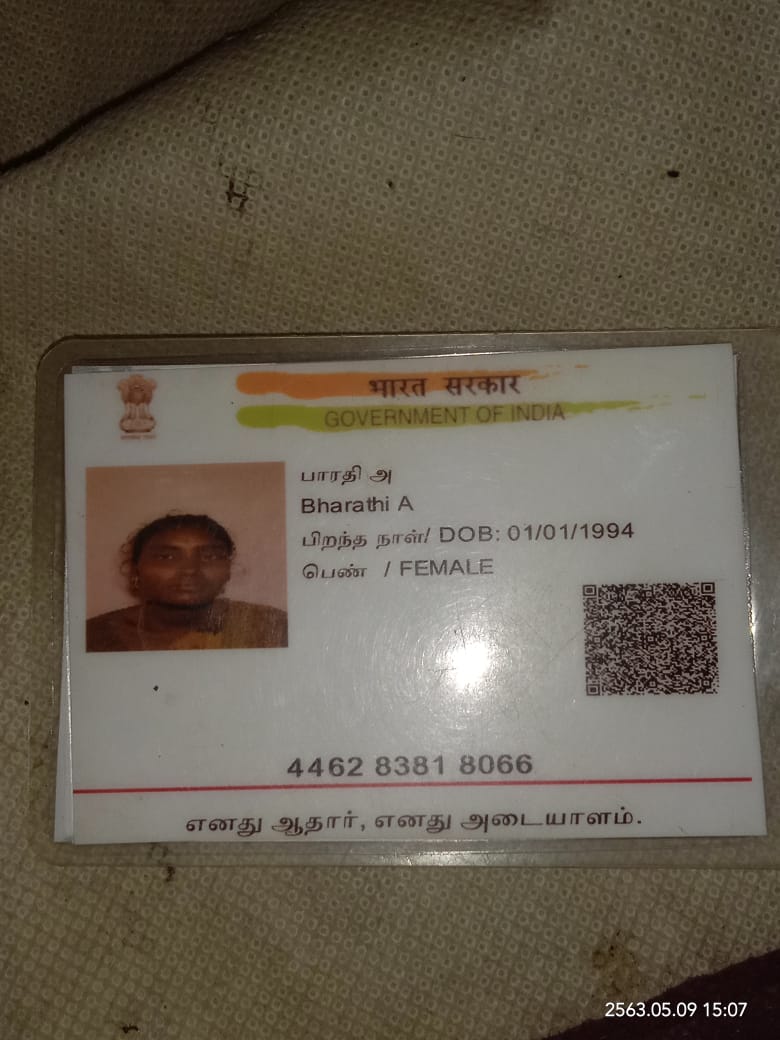 भारत सरकार
GOVERNMENT OF INDIA
பாரதி அ
Bharathi A
பிறந்த நாள்/ DOB: 01/01/1994
பெண் / FEMALE
4462 8381 8066
எனது ஆதார், எனது அடையாளம்.
2563.05.09 15:07